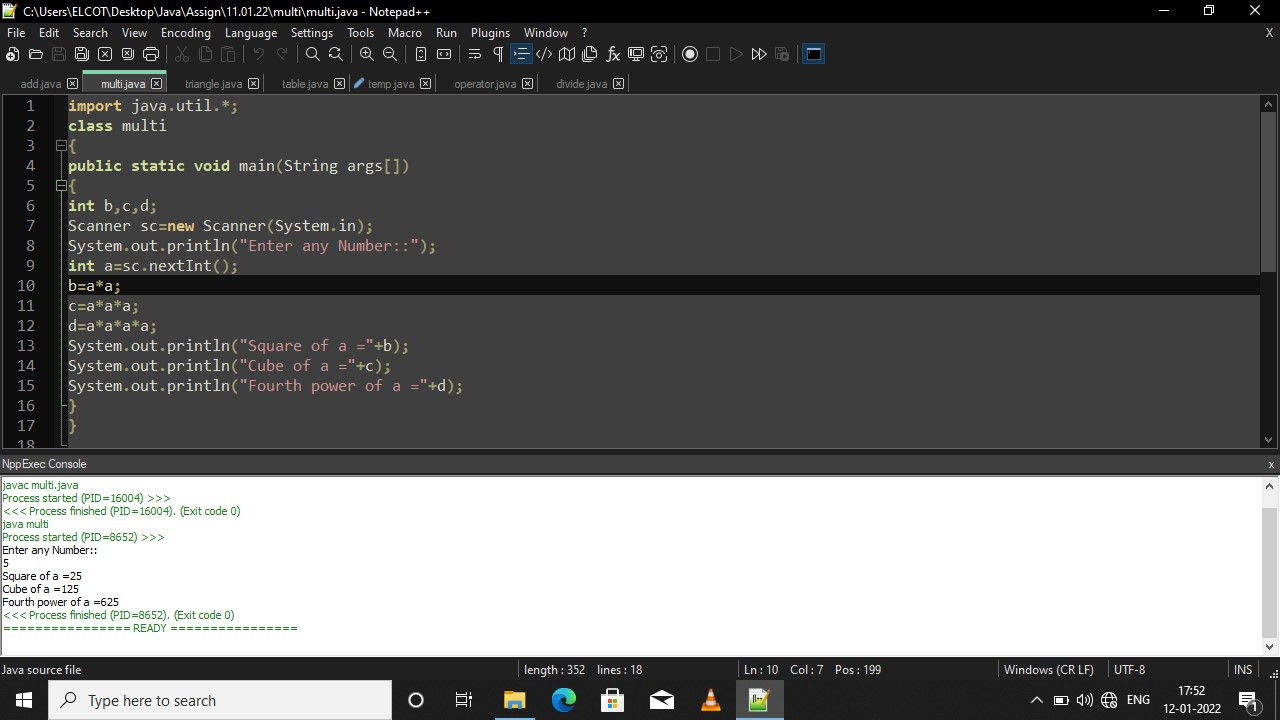 C:\Users\ELCOT\Desktop\Java\Assign\11.01.22\multi\multi.java - Notepad++
File Edit Search View Encoding Language Settings Tools Macro Run Plugins Window ? X
add.java multi.java triangle.java table.java temp.java operator.java divide.java
1 import java.util.*;
2 class multi
3 {
4 public static void main(String args[])
5 {
6 int b,c,d;
7 Scanner sc=new Scanner(System.in);
8 System.out.println("Enter any Number::");
9 int a=sc.nextInt();
10 b=a*a;
11 c=a*a*a;
12 d=a*a*a*a;
13 System.out.println("Square of a ="+b);
14 System.out.println("Cube of a ="+c);
15 System.out.println("Fourth power of a ="+d);
16 }
17 }
18
NppExec Console x
javac multi.java
Process started (PID=16004) >>>
<<< Process finished (PID=16004). (Exit code 0)
java multi
Process started (PID=8652) >>>
Enter any Number::
5
Square of a =25
Cube of a =125
Fourth power of a =625
<<< Process finished (PID=8652). (Exit code 0)
================ READY ================
Java source file length : 352 lines : 18 Ln : 10 Col : 7 Pos : 199 Windows (CR LF) UTF-8 INS
Type here to search ENG 17:52
12-01-2022 1